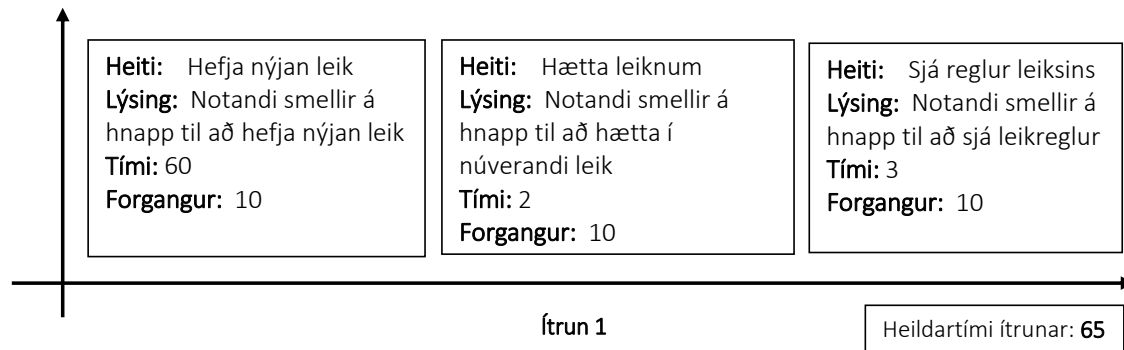 Heiti: Hefja nýjan leik
Lýsing: Notandi smellir á
hnapp til að hefja nýjan leik
Tími: 60
Forgangur: 10
Heiti: Hætta leiknum
Lýsing: Notandi smellir á
hnapp til að hætta í
núverandi leik
Tími: 2
Forgangur: 10
Heiti: Sjá reglur leiksins
Lýsing: Notandi smellir á
hnapp til að sjá leikreglur
Tími: 3
Forgangur: 10
Ítrun 1
Heildartími ítrunar: 65